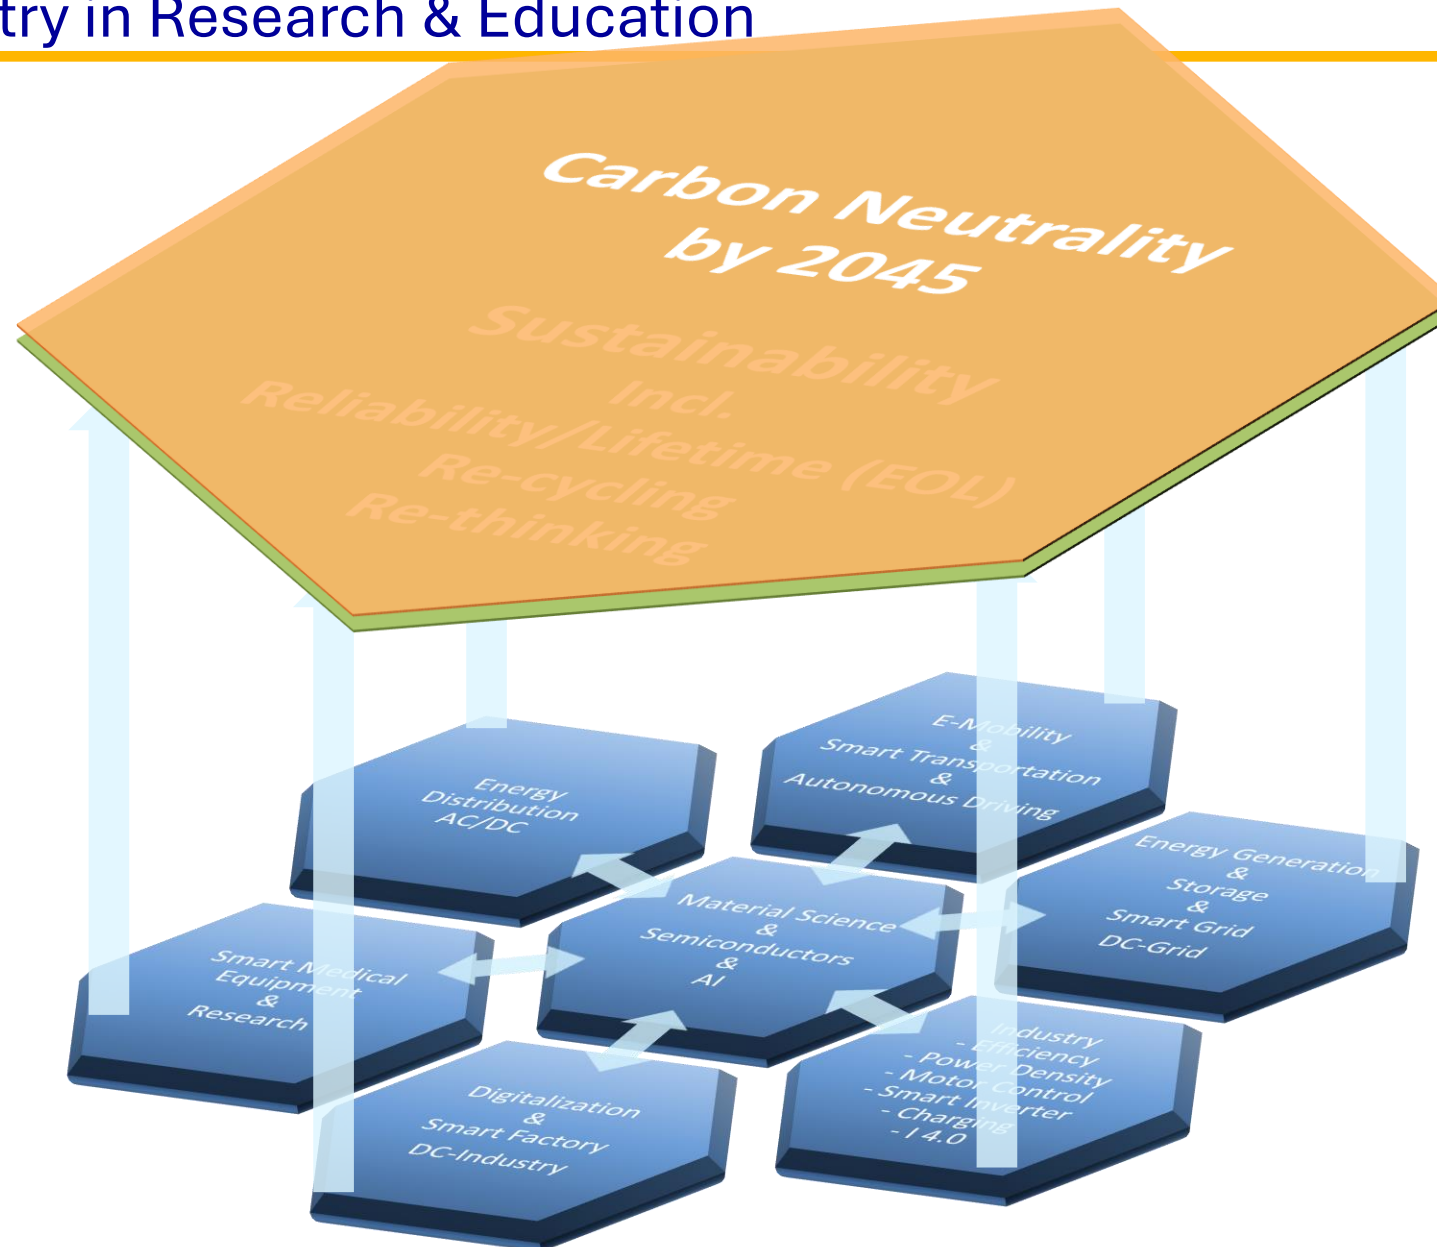 try in Research & Education
Carbon Neutrality
by 2045
Sustainability
Incl.
Reliability/Lifetime (EOL)
Re-cycling
Re-thinking
Energy
Distribution
AC/DC
E-Mobility
&
Smart Transportation
&
Autonomous Driving
Energy Generation
&
Storage
&
Smart Grid
DC-Grid
Material Science
&
Semiconductors
&
AI
Smart Medical
Equipment
&
Research
Digitalization
&
Smart Factory
DC-Industry
Industry
- Efficiency
- Power Density
- Motor Control
- Smart Inverter
- Charging
- I 4.0